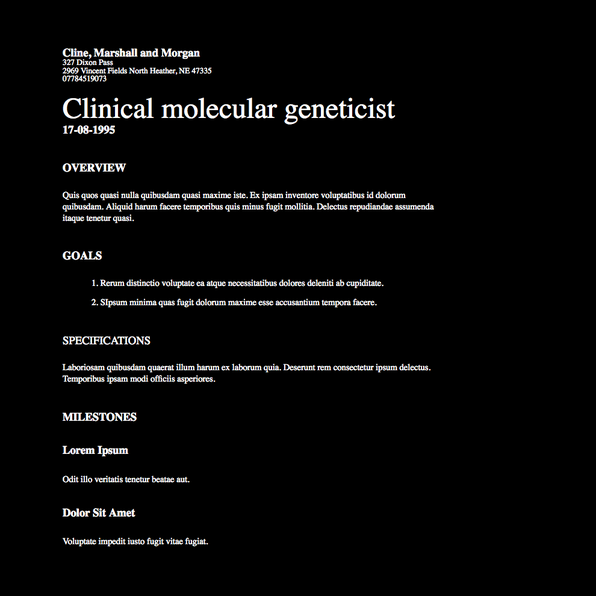 Cline, Marshall and Morgan
327 Dixon Pass
2969 Vincent Fields North Heather, NE 47335
07784519073
Clinical molecular geneticist
17-08-1995
OVERVIEW
Quis quos quasi nulla quibusdam quasi maxime iste. Ex ipsam inventore voluptatibus id dolorum
quibusdam. Aliquid harum facere temporibus quis minus fugit mollitia. Delectus repudiandae assumenda
itaque tenetur quasi.
GOALS
1. Rerum distinctio voluptate ea atque necessitatibus dolores deleniti ab cupiditate.
2. SIpsum minima quas fugit dolorum maxime esse accusantium tempora facere.
SPECIFICATIONS
Laboriosam quibusdam quaerat illum harum ex laborum quia. Deserunt rem consectetur ipsum delectus.
Temporibus ipsam modi officiis asperiores.
MILESTONES
Lorem Ipsum
Odit illo veritatis tenetur beatae aut.
Dolor Sit Amet
Voluptate impedit iusto fugit vitae fugiat.